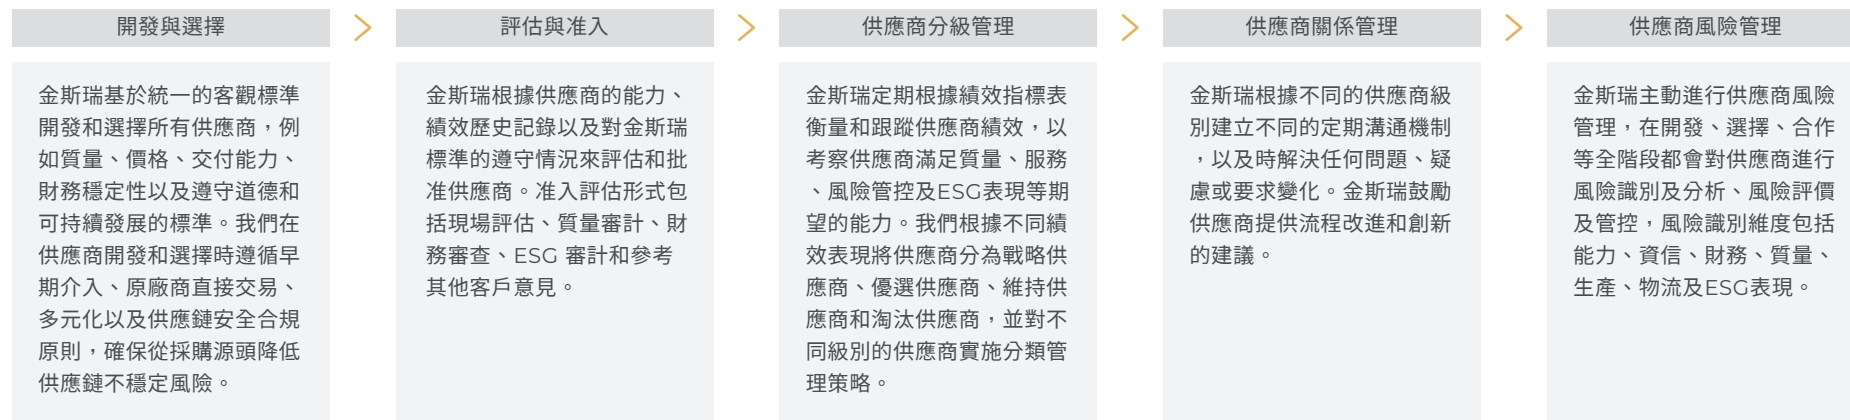 開發與選擇
金斯瑞基於統一的客觀標準
開發和選擇所有供應商，例
如質量、價格、交付能力、
財務穩定性以及遵守道德和
可持續發展的標準。我們在
供應商開發和選擇時遵循早
期介入、原廠商直接交易、
多元化以及供應鏈安全合規
原則，確保從採購源頭降低
供應鏈不穩定風險。
評估與准入
金斯瑞根據供應商的能力、
績效歷史記錄以及對金斯瑞
標準的遵守情況來評估和批
准供應商。准入評估形式包
括現場評估、質量審計、財
務審查、ESG 審計和參考
其他客戶意見。
供應商分級管理
金斯瑞定期根據績效指標表
衡量和跟蹤供應商績效，以
考察供應商滿足質量、服務
、風險管控及ESG表現等期
望的能力。我們根據不同績
效表現將供應商分為戰略供
應商、優選供應商、維持供
應商和淘汰供應商，並對不
同級別的供應商實施分類管
理策略。
供應商關係管理
金斯瑞根據不同的供應商級
別建立不同的定期溝通機制
，以及時解決任何問題、疑
慮或要求變化。金斯瑞鼓勵
供應商提供流程改進和創新
的建議。
供應商風險管理
金斯瑞主動進行供應商風險
管理，在開發、選擇、合作
等全階段都會對供應商進行
風險識別及分析、風險評價
及管控，風險識別維度包括
能力、資信、財務、質量、
生產、物流及ESG表現。